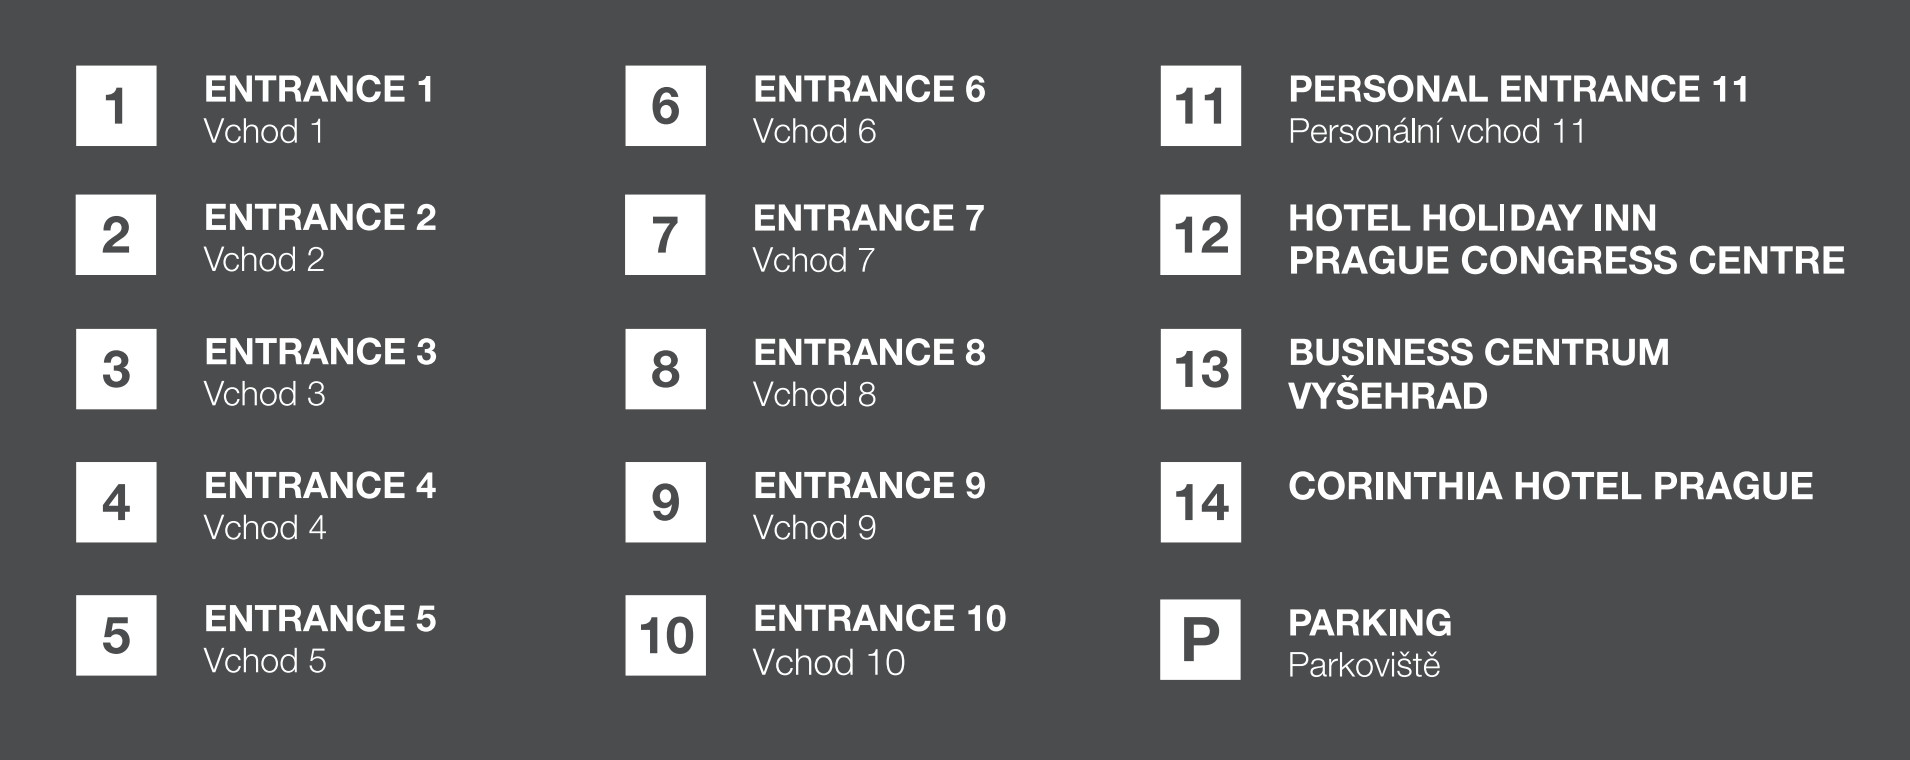 1
ENTRANCE 1
Vchod 1
2
ENTRANCE 2
Vchod 2
3
ENTRANCE 3
Vchod 3
4
ENTRANCE 4
Vchod 4
5
ENTRANCE 5
Vchod 5
6
ENTRANCE 6
Vchod 6
7
ENTRANCE 7
Vchod 7
8
ENTRANCE 8
Vchod 8
9
ENTRANCE 9
Vchod 9
10
ENTRANCE 10
Vchod 10
11
PERSONAL ENTRANCE 11
Personální vchod 11
12
HOTEL HOLIDAY INN
PRAGUE CONGRESS CENTRE
13
BUSINESS CENTRUM
VYŠEHRAD
14
CORINTHIA HOTEL PRAGUE
P
PARKING
Parkoviště